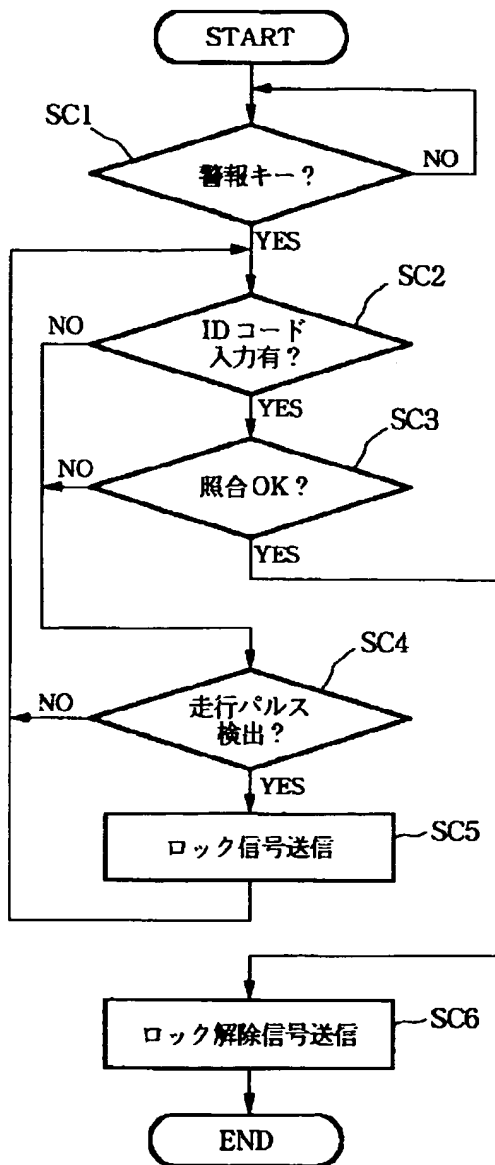 START
SC1
警報キー?
NO
YES
SC2
NO
IDコード
入力有?
YES
SC3
NO
照合OK?
YES
SC4
NO
走行パルス
検出?
YES
ロック信号送信
SC5
ロック解除信号送信
SC6
END